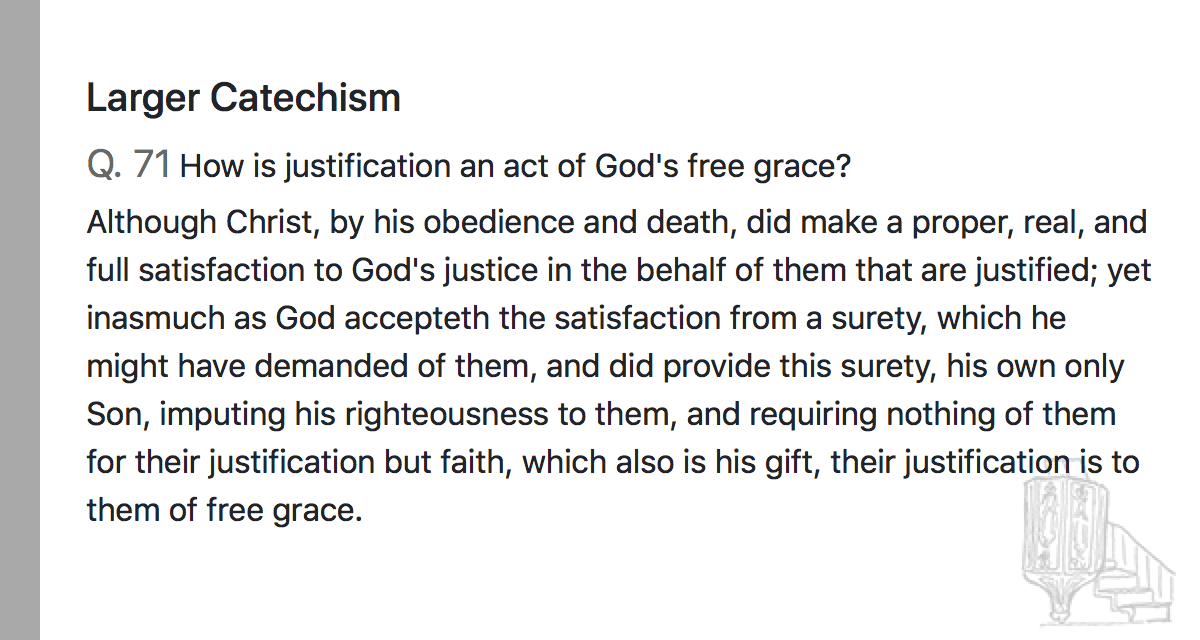 Larger Catechism
Q. 71 How is justification an act of God's free grace?
Although Christ, by his obedience and death, did make a proper, real, and
full satisfaction to God's justice in the behalf of them that are justified; yet
inasmuch as God accepteth the satisfaction from a surety, which he
might have demanded of them, and did provide this surety, his own only
Son, imputing his righteousness to them, and requiring nothing of them
for their justification but faith, which also is his gift, their justification is to
them of free grace.